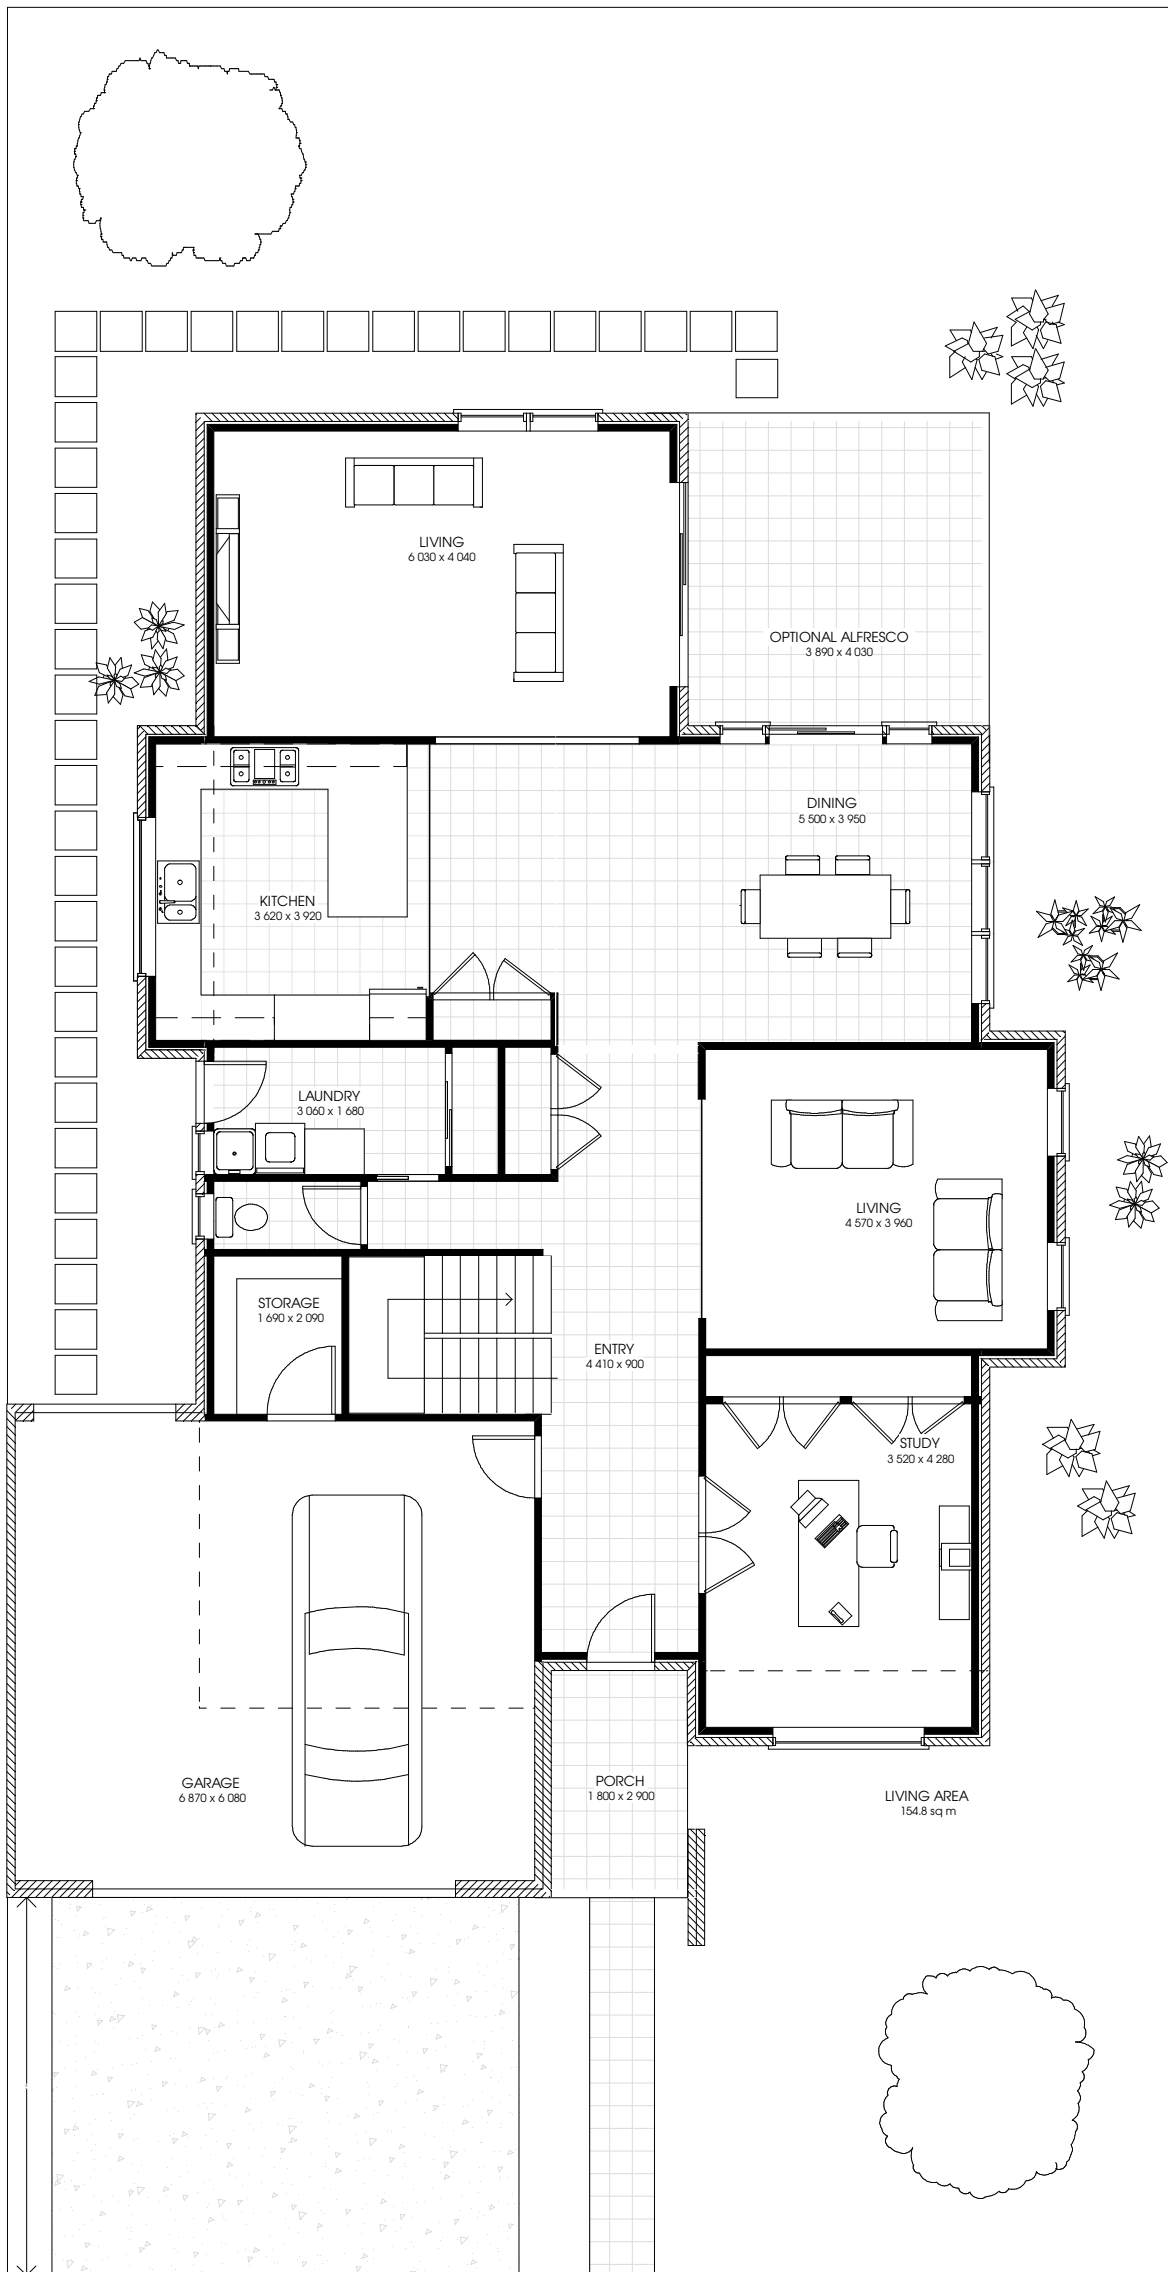 LIVING
6 030 x 4 040
OPTIONAL ALFRESCO
3 890 x 4 030
DINING
5 500 x 3 950
KITCHEN
3 620 x 3 920
LAUNDRY
3 060 x 1 680
LIVING
4 570 x 3 960
STORAGE
1 690 x 2 090
ENTRY
4 410 x 900
STUDY
3 520 x 4 280
GARAGE
6 870 x 6 080
PORCH
1 800 x 2 900
LIVING AREA
154.8 sq m